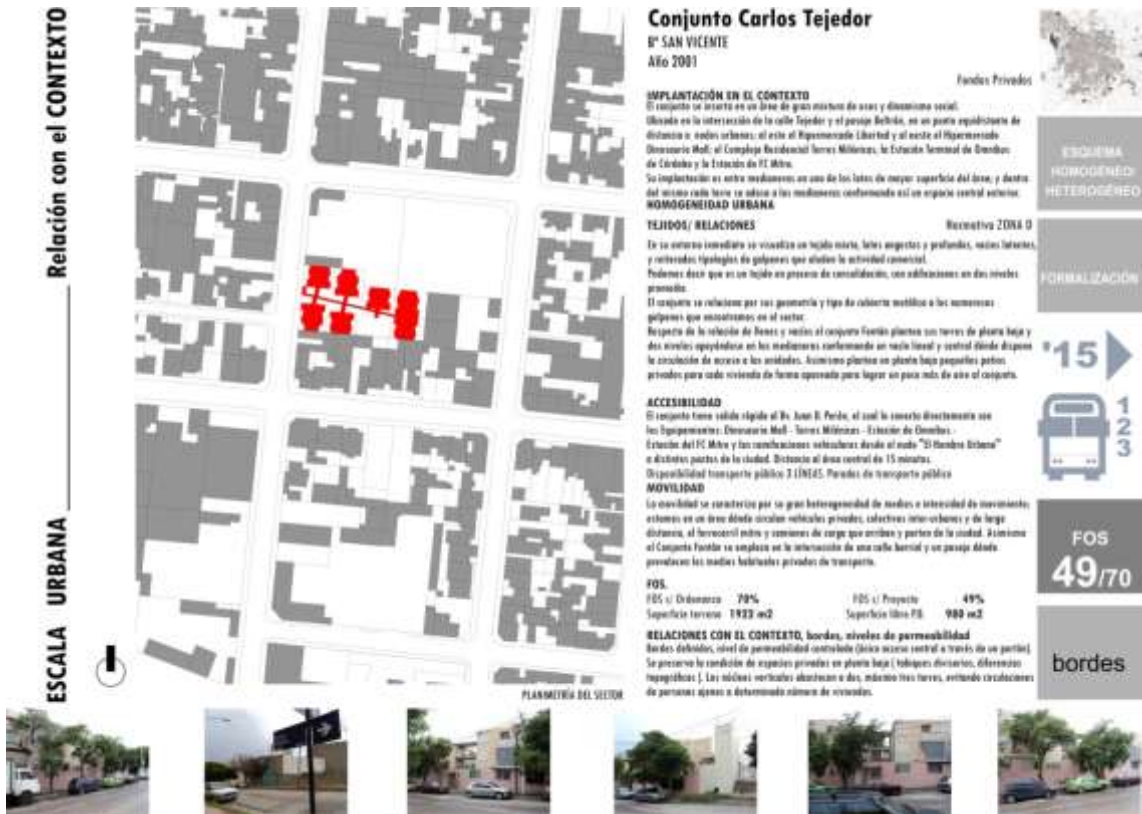 ESCALA URBANA Relación con el CONTEXTO
Conjunto Carlos Tejedor
Bº SAN VICENTE
Año 2001
Fondos Privados
IMPLANTACIÓN EN EL CONTEXTO
El conjunto se inserta en un área de gran mixtura de usos y dinamismo social.
Ubicado en la intersección de la calle Tejedor y el pasaje Beltrán, en un punto equidistante de
distancia a nodos urbanos: al este el Hipermercado Libertad y al oeste el Hipermercado
Dinosaurio Mall; el Complejo Residencial Torres Milénicas, la Estación Terminal de Omnibus
de Córdoba y la Estación de FC Mitre.
Su implantación es entre medianeras en uno de los lotes de mayor superficie del área, y dentro
del mismo cada torre se adosa a las medianeras conformando así un espacio central exterior.
HOMOGENEIDAD URBANA
TEJIDOS/ RELACIONES
Normativa ZONA D
En su entorno inmediato se visualiza un tejido mixto, lotes angostos y profundos, vacíos latentes,
y reiteradas tipologías de galpones que aluden la actividad comercial.
Podemos decir que es un tejido en proceso de consolidación, con edificaciones en dos niveles
promedio.
El conjunto se relaciona por sus geometría y tipo de cubierta metálica a los numerosos
galpones que encontramos en el sector.
Respecto de la relación de llenos y vacíos el conjunto Fontán plantea sus torres de planta baja y
dos niveles apoyándose en las medianeras conformando un vacío lineal y central dónde dispone
la circulación de acceso a las unidades. Asimismo plantea en planta baja pequeños patios
privados para cada vivienda de forma apareada para lograr un poco más de aire al conjunto.
ACCESIBILIDAD
El conjunto tiene salida rápida al Bv. Juan D. Perón, el cual lo conecta directamente con
los Equipamientos: Dinosaurio Mall - Torres Milénicas - Estación de Omnibus -
Estación del FC Mitre y las ramificaciones vehiculares desde el nudo "El Hombre Urbano"
a distintos puntos de la ciudad. Distancia al área central de 15 minutos.
Disponibilidad transporte público 3 LÍNEAS. Paradas de transporte público
MOVILIDAD
La movilidad se caracteriza por su gran heterogeneidad de medios e intensidad de movimiento:
estamos en un área dónde circulan vehículos privados, colectivos inter-urbanos y de larga
distancia, el ferrocarril mitre y camiones de carga que arriban y parten de la ciudad. Asimismo
el Conjunto Fontán se emplaza en la intersección de una calle barrial y un pasaje dónde
prevalecen los medios habituales privados de transporte.
FOS.
FOS s/ Ordenanza 70% FOS s/ Proyecto 49%
Superficie terreno 1922 m2 Superficie libre P.B. 980 m2
RELACIONES CON EL CONTEXTO, bordes, niveles de permeabilidad
Bordes definidos, nivel de permeabilidad controlada (único acceso central a través de un portón).
Se preserva la condición de espacios privados en planta baja ( tabiques divisorios, diferencias
topográficas ). Los núcleos verticales abastecen a dos, máximo tres torres, evitando circulaciones
de personas ajenas a determinado número de viviendas.
PLANIMETRÍA DEL SECTOR
ESQUEMA
HOMOGÉNEO/
HETEROGÉNEO
FORMALIZACIÓN
'15
1
2
3
FOS
49/70
bordes